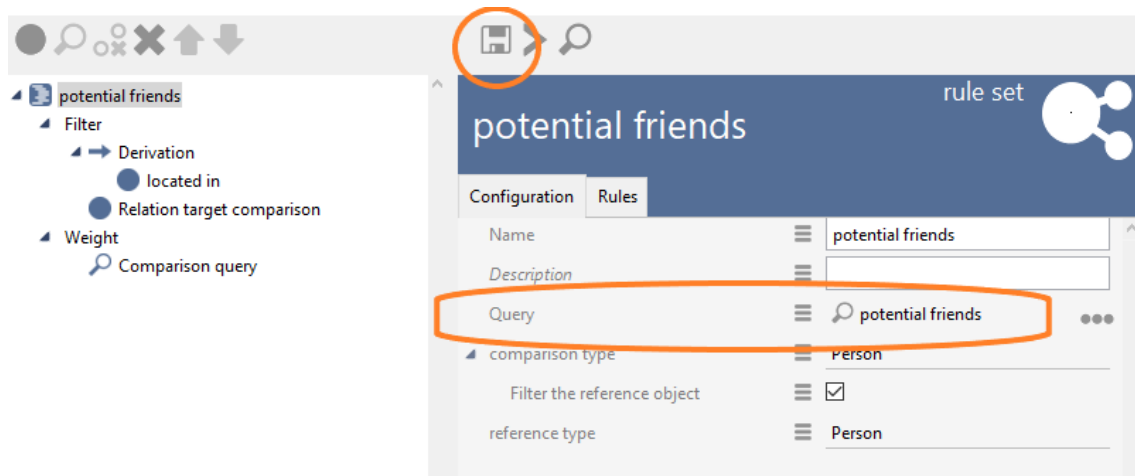 potential friends
Filter
Derivation
located in
Relation target comparison
Weight
Comparison query
rule set
potential friends
Configuration Rules
Name potential friends
Description
Query potential friends
comparison type Person
Filter the reference object
reference type Person